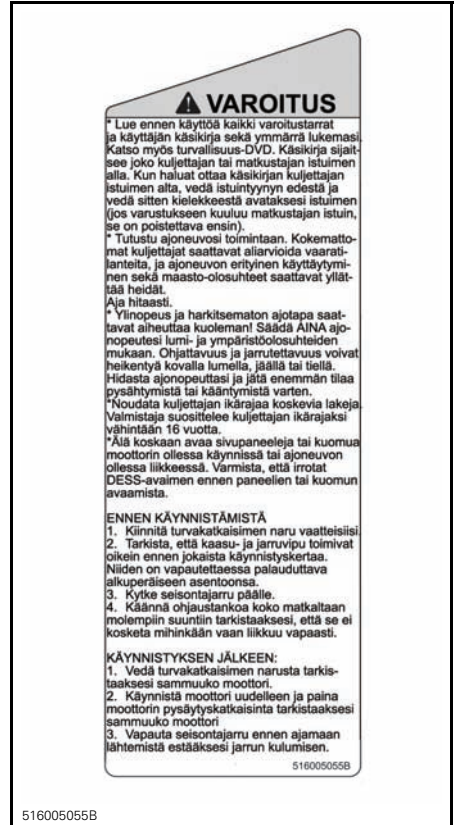 VAROITUS
* Lue ennen käyttöä kaikki varoitustarrat
ja käyttäjän käsikirja sekä ymmärrä lukemasi.
Katso myös turvallisuus-DVD. Käsikirja sijait-
see joko kuljettajan tai matkustajan istuimen
alla. Kun haluat ottaa käsikirjan kuljettajan
istuimen alta, vedä istuintyynyn edestä ja
vedä sitten kielekkeestä avataksesi istuimen
(jos varustukseen kuuluu matkustajan istuin,
se on poistettava ensin).
* Tutustu ajoneuvosi toimintaan. Kokematto-
mat kuljettajat saattavat aliarvioida vaarati-
lanteita, ja ajoneuvon erityinen käyttäytymi-
nen sekä maasto-olosuhteet saattavat yllät-
tää heidät.
Aja hitaasti.
* Ylinopeus ja harkitsematon ajotapa saat-
tavat aiheuttaa kuoleman! Säädä AINA ajo-
nopeutesi lumi- ja ympäristöolosuhteiden
mukaan. Ohjattavuus ja jarrutettavuus voivat
heikentyä kovalla lumella, jäällä tai tiellä.
Hidasta ajonopeuttasi ja jätä enemmän tilaa
pysähtymistä tai kääntymistä varten.
*Noudata kuljettajan ikärajaa koskevia lakeja.
Valmistaja suosittelee kuljettajan ikärajaksi
vähintään 16 vuotta.
*Älä koskaan avaa sivupaneeleja tai kuomua
moottorin ollessa käynnissä tai ajoneuvon
ollessa liikkeessä. Varmista, että irrotat
DESS-avaimen ennen paneelien tai kuomun
avaamista.
ENNEN KÄYNNISTÄMISTÄ
1. Kiinnitä turvakatkaisimen naru vaatteisiisi.
2. Tarkista, että kaasu- ja jarruvipu toimivat
oikein ennen jokaista käynnistyskertaa.
Niiden on vapautettaessa palauduttava
alkuperäiseen asentoonsa.
3. Kytke seisontajarru päälle.
4. Käännä ohjaustankoa koko matkaltaan
molempiin suuntiin tarkistaaksesi, että se ei
kosketa mihinkään vaan liikkuu vapaasti.
KÄYNNISTYKSEN JÄLKEEN:
1. Vedä turvakatkaisimen narusta tarkis-
taaksesi sammuuko moottori.
2. Käynnistä moottori uudelleen ja paina
moottorin pysäytyskatkaisinta tarkistaaksesi
sammuuko moottori
3. Vapauta seisontajarru ennen ajamaan
lähtemistä estääksesi jarrun kulumisen.
516005055B
516005055B